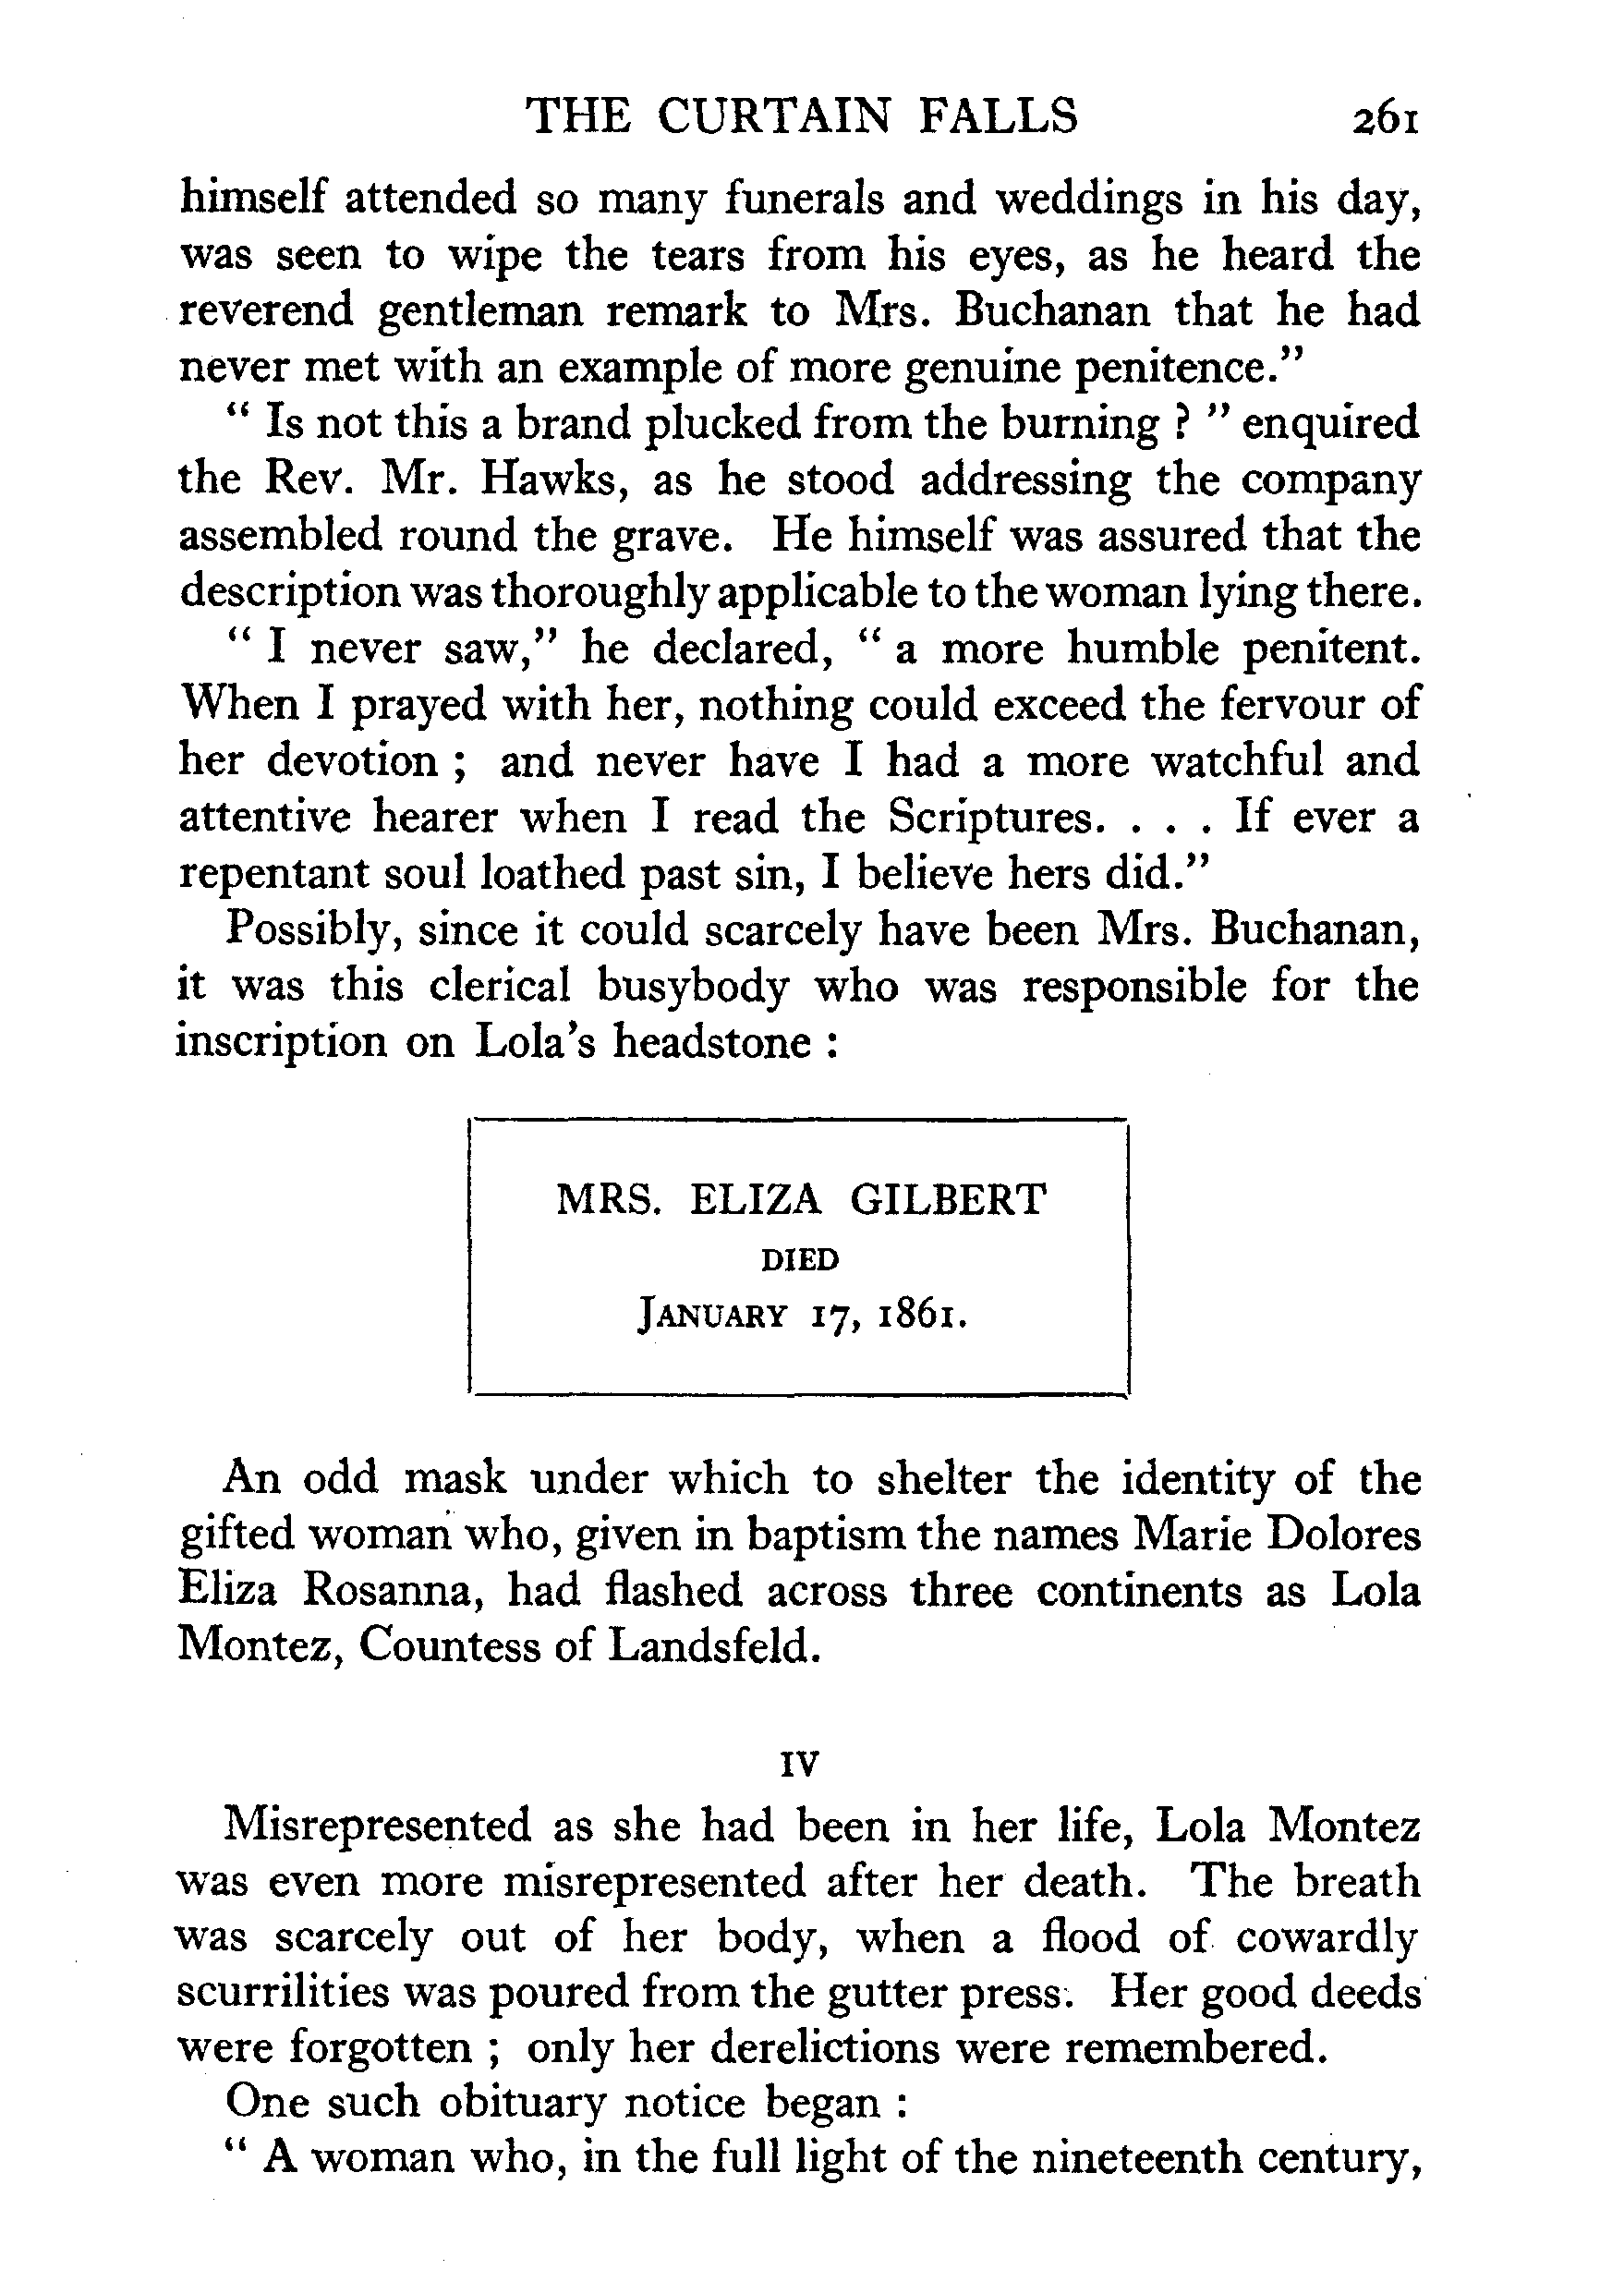 THE CURTAIN FALLS 261
himself attended so many funerals and weddings in his day,
was seen to wipe the tears from his eyes, as he heard the
reverend gentleman remark to Mrs. Buchanan that he had
never met with an example of more genuine penitence."
" Is not this a brand plucked from the burning ? " enquired
the Rev. Mr. Hawks, as he stood addressing the company
assembled round the grave. He himself was assured that the
description was thoroughly applicable to the woman lying there.
" I never saw," he declared, " a more humble penitent.
When I prayed with her, nothing could exceed the fervour of
her devotion ; and never have I had a more watchful and
attentive hearer when I read the Scriptures. . . . If ever a
repentant soul loathed past sin, I believe hers did."
Possibly, since it could scarcely have been Mrs. Buchanan,
it was this clerical busybody who was responsible for the
inscription on Lola's headstone :
MRS. ELIZA GILBERT
DIED
JANUARY 17, 1861.
An odd mask under which to shelter the identity of the
gifted woman who, given in baptism the names Marie Dolores
Eliza Rosanna, had flashed across three continents as Lola
Montez, Countess of Landsfeld.
IV
Misrepresented as she had been in her life, Lola Montez
was even more misrepresented after her death. The breath
was scarcely out of her body, when a flood of cowardly
scurrilities was poured from the gutter press. Her good deeds
were forgotten ; only her derelictions were remembered.
One such obituary notice began :
" A woman who, in the full light of the nineteenth century,